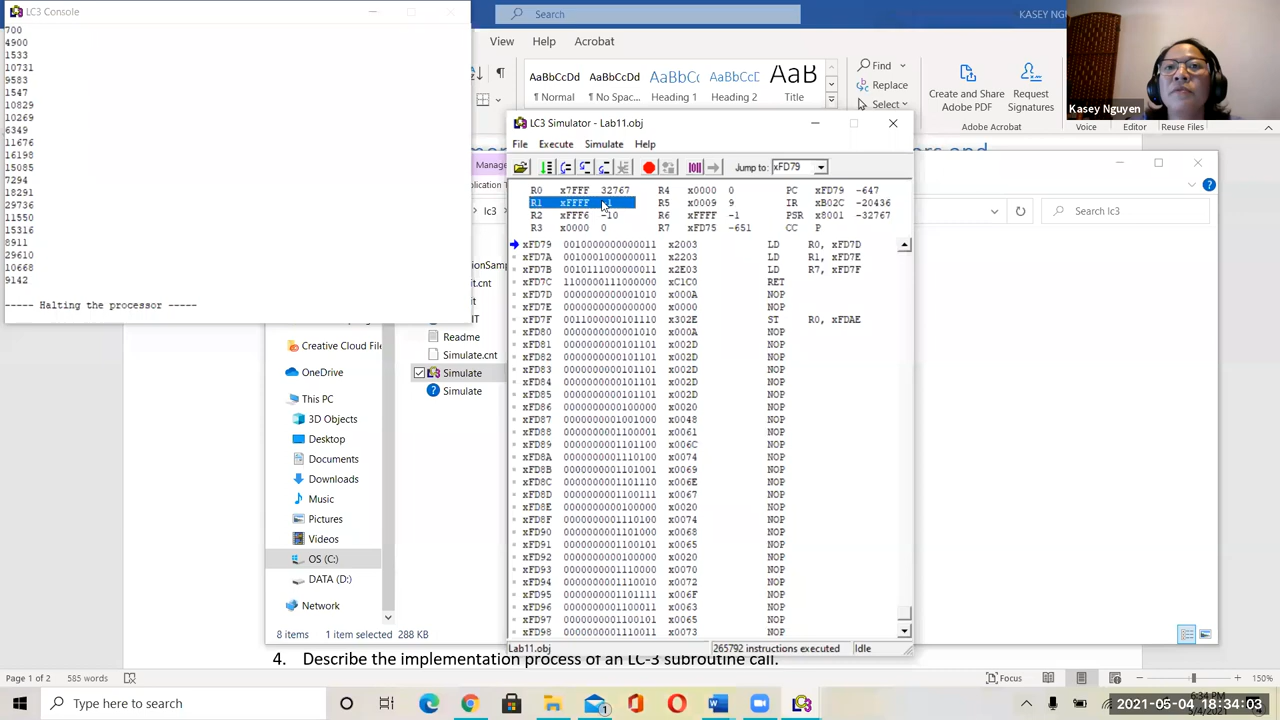 LC3 Console
700
4900
1533
10731
9583
1547
10829
10269
6349
11676
16198
15085
7294
18291
29736
11550
15316
8911
29610
10668
9142
----- Halting the processor -----
Search
KASEY NG
View Help Acrobat
AaBbCcDd AaBbCcDd AaBbCc AaBbCcD AaB
¶ Normal ¶ No Spac... Heading 1 Heading 2 Title
Find
Replace
Select
Create and Share
Adobe PDF
Request
Signatures
Adobe Acrobat
Voice
Editor
Reuse Files
Kasey Nguyen
LC3 Simulator - Lab11.obj
File Execute Simulate Help
Jump to: xFD79
R0 x7FFF 32767 R4 x0000 0 PC xFD79 -647
R1 xFFFF R5 x0009 9 IR xB02C -20436
R2 xFFF6 -10 R6 xFFFF -1 PSR x8001 -32767
R3 x0000 0 R7 xFD75 -651 CC P
xFD79 0010000000000011 x2003 LD R0, xFD7D
xFD7A 0010001000000011 x2203 LD R1, xFD7E
xFD7B 0010111000000011 x2E03 LD R7, xFD7F
xFD7C 1100000111000000 xC1C0 RET
xFD7D 0000000000001010 x000A NOP
xFD7E 0000000000000000 x0000 NOP
xFD7F 0011000000101110 x302E ST R0, xFDAE
xFD80 0000000000001010 x000A NOP
xFD81 0000000000101101 x002D NOP
xFD82 0000000000101101 x002D NOP
xFD83 0000000000101101 x002D NOP
xFD84 0000000000101101 x002D NOP
xFD85 0000000000101101 x002D NOP
xFD86 0000000000100000 x0020 NOP
xFD87 0000000001001000 x0048 NOP
xFD88 0000000001100001 x0061 NOP
xFD89 0000000001101100 x006C NOP
xFD8A 0000000001110100 x0074 NOP
xFD8B 0000000001101001 x0069 NOP
xFD8C 0000000001101110 x006E NOP
xFD8D 0000000001100111 x0067 NOP
xFD8E 0000000000100000 x0020 NOP
xFD8F 0000000001110100 x0074 NOP
xFD90 0000000001101000 x0068 NOP
xFD91 0000000001100101 x0065 NOP
xFD92 0000000000100000 x0020 NOP
xFD93 0000000001110000 x0070 NOP
xFD94 0000000001110010 x0072 NOP
xFD95 0000000001101111 x006F NOP
xFD96 0000000001100011 x0063 NOP
xFD97 0000000001100101 x0065 NOP
xFD98 0000000001110011 x0073 NOP
Lab11.obj 265792 instructions executed Idle
Manag
plication T
lc3
Search lc3
Readme
Simulate.cnt
Simulate
Simulate
Creative Cloud File
OneDrive
This PC
3D Objects
Desktop
Documents
Downloads
Music
Pictures
Videos
OS (C:)
DATA (D:)
Network
8 items 1 item selected 288 KB
4. Describe the implementation process of an LC-3 subroutine call.
Page 1 of 2 585 words
Focus
150%
Type here to search
2021-05-04 18:34:03